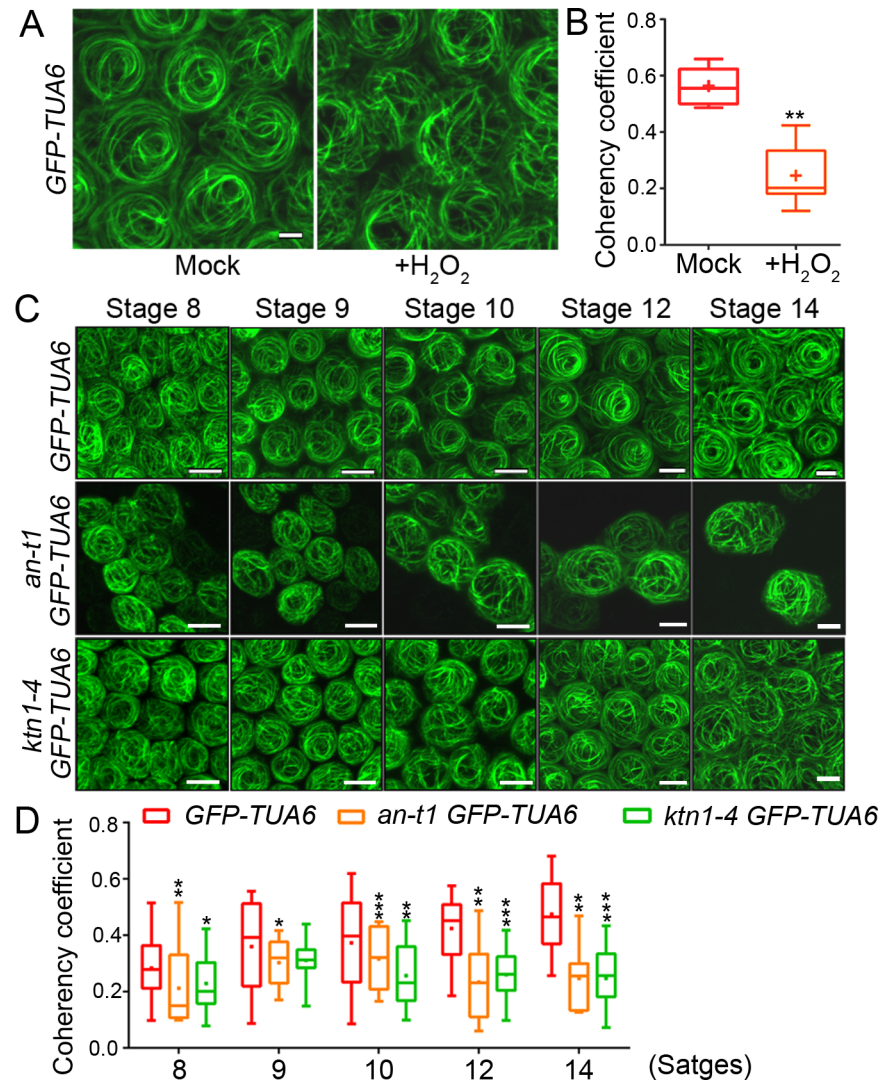 A
GFP-TUA6
Mock
+H₂O₂
B
Coherency coefficient
0.8
0.6
0.4
0.2
0.0
**
Mock
+H₂O₂
C
Stage 8
Stage 9
Stage 10
Stage 12
Stage 14
GFP-TUA6
an-t1
GFP-TUA6
ktn1-4
GFP-TUA6
D
GFP-TUA6
an-t1 GFP-TUA6
ktn1-4 GFP-TUA6
Coherency coefficient
0.8
0.6
0.4
0.2
0.0
**
*
*
***
**
**
***
**
***
8
9
10
12
14
(Satges)